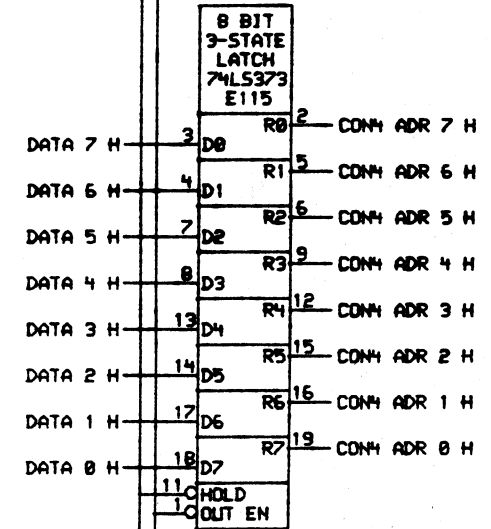 8 BIT
3-STATE
LATCH
74LS373
E115
R0 2 CON4 ADR 7 H
DATA 7 H 3 D0
R1 5 CON4 ADR 6 H
DATA 6 H 4 D1
R2 6 CON4 ADR 5 H
DATA 5 H 7 D2
R3 9 CON4 ADR 4 H
DATA 4 H 8 D3
R4 12 CON4 ADR 3 H
DATA 3 H 13 D4
R5 15 CON4 ADR 2 H
DATA 2 H 14 D5
R6 16 CON4 ADR 1 H
DATA 1 H 17 D6
R7 19 CON4 ADR 0 H
DATA 0 H 18 D7
11 HOLD
1 OUT EN